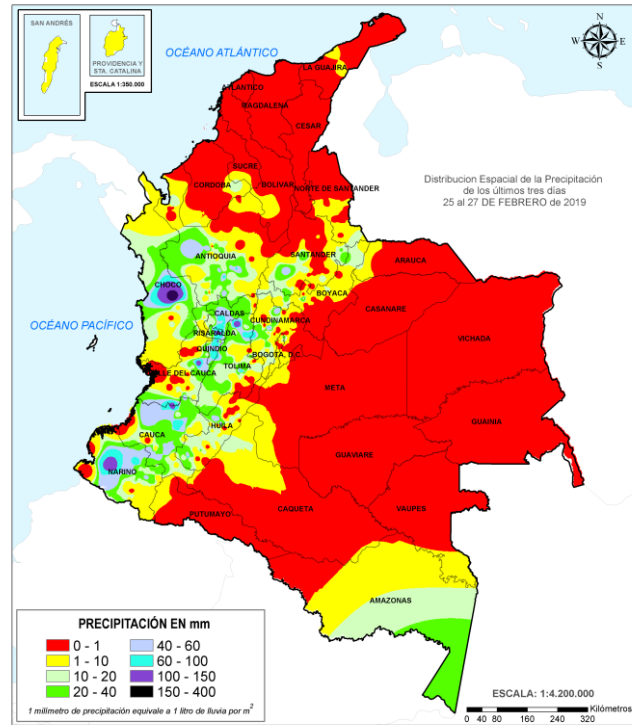 SAN ANDRÉS
PROVIDENCIA Y
STA. CATALINA
ESCALA 1:350.000
OCÉANO ATLÁNTICO
N
W E
S
LA GUAJIRA
ATLANTICO
MAGDALENA
CESAR
SUCRE
CORDOBA
BOLIVAR
NORTE DE SANTANDER
Distribucion Espacial de la Precipitación
de los últimos tres días
25 al 27 DE FEBRERO de 2019
ANTIOQUIA
SANTANDER
ARAUCA
CHOCO
BOYACA
CASANARE
OCÉANO PACÍFICO
CALDAS
CUNDINAMARCA
VICHADA
RISARALDA
QUINDIO
BOGOTA, D.C.
VALLE DEL CAUCA
TOLIMA
META
CAUCA
HUILA
GUAINIA
GUAVIARE
NARIÑO
PUTUMAYO
CAQUETA
VAUPES
AMAZONAS
PRECIPITACIÓN EN mm
0 - 1 40 - 60
1 - 10 60 - 100
10 - 20 100 - 150
20 - 40 150 - 400
1 milimetro de precipitación equivale a 1 litro de lluvia por m2
ESCALA: 1:4.200.000
Kilómetros
0 40 80 160 240 320